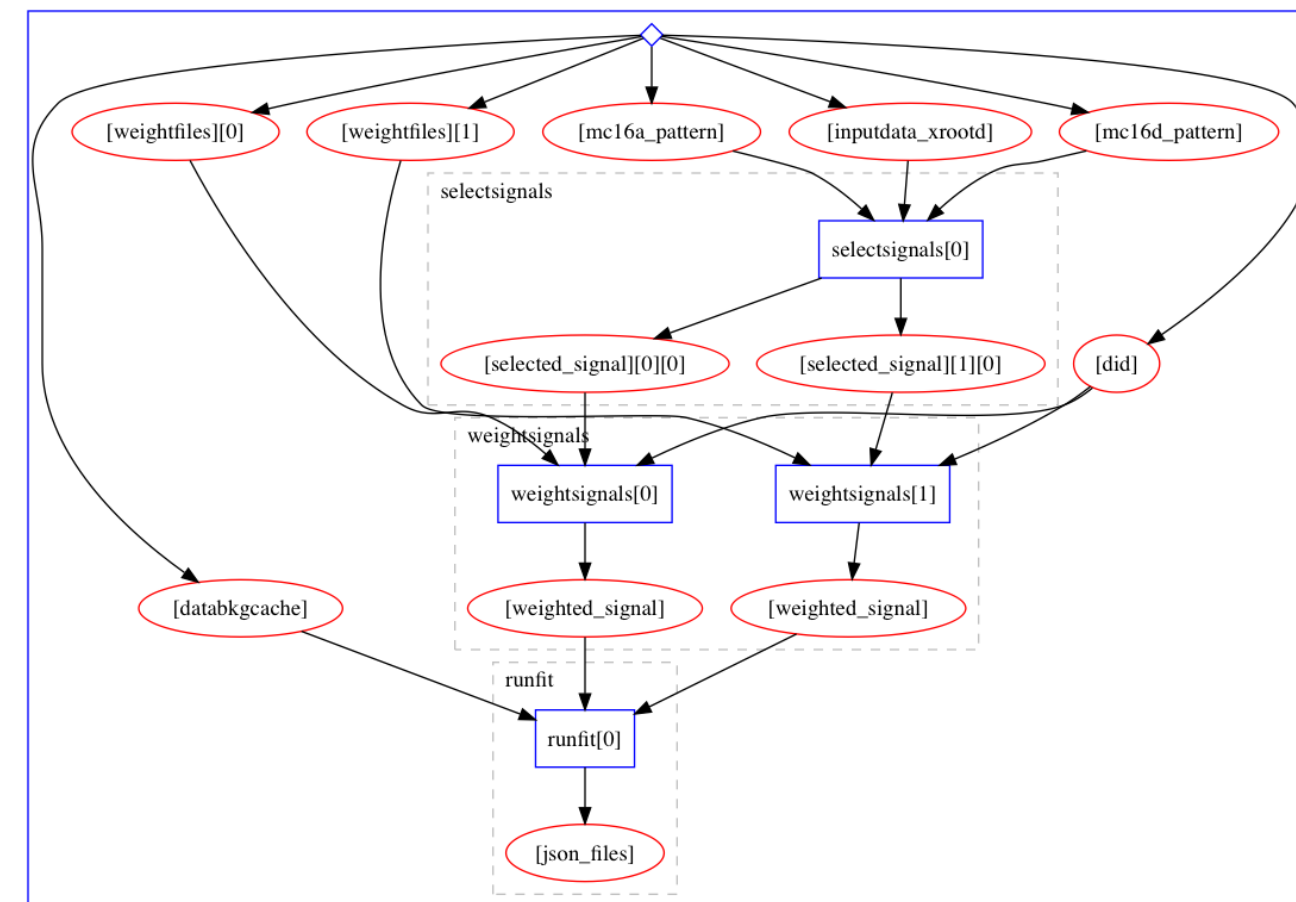 [weightfiles][0]
[weightfiles][1]
[mc16a_pattern]
[inputdata_xrootd]
[mc16d_pattern]
selectsignals
selectsignals[0]
[selected_signal][0][0]
[selected_signal][1][0]
[did]
weightsignals
weightsignals[0]
weightsignals[1]
[databkgcache]
[weighted_signal]
[weighted_signal]
runfit
runfit[0]
[json_files]